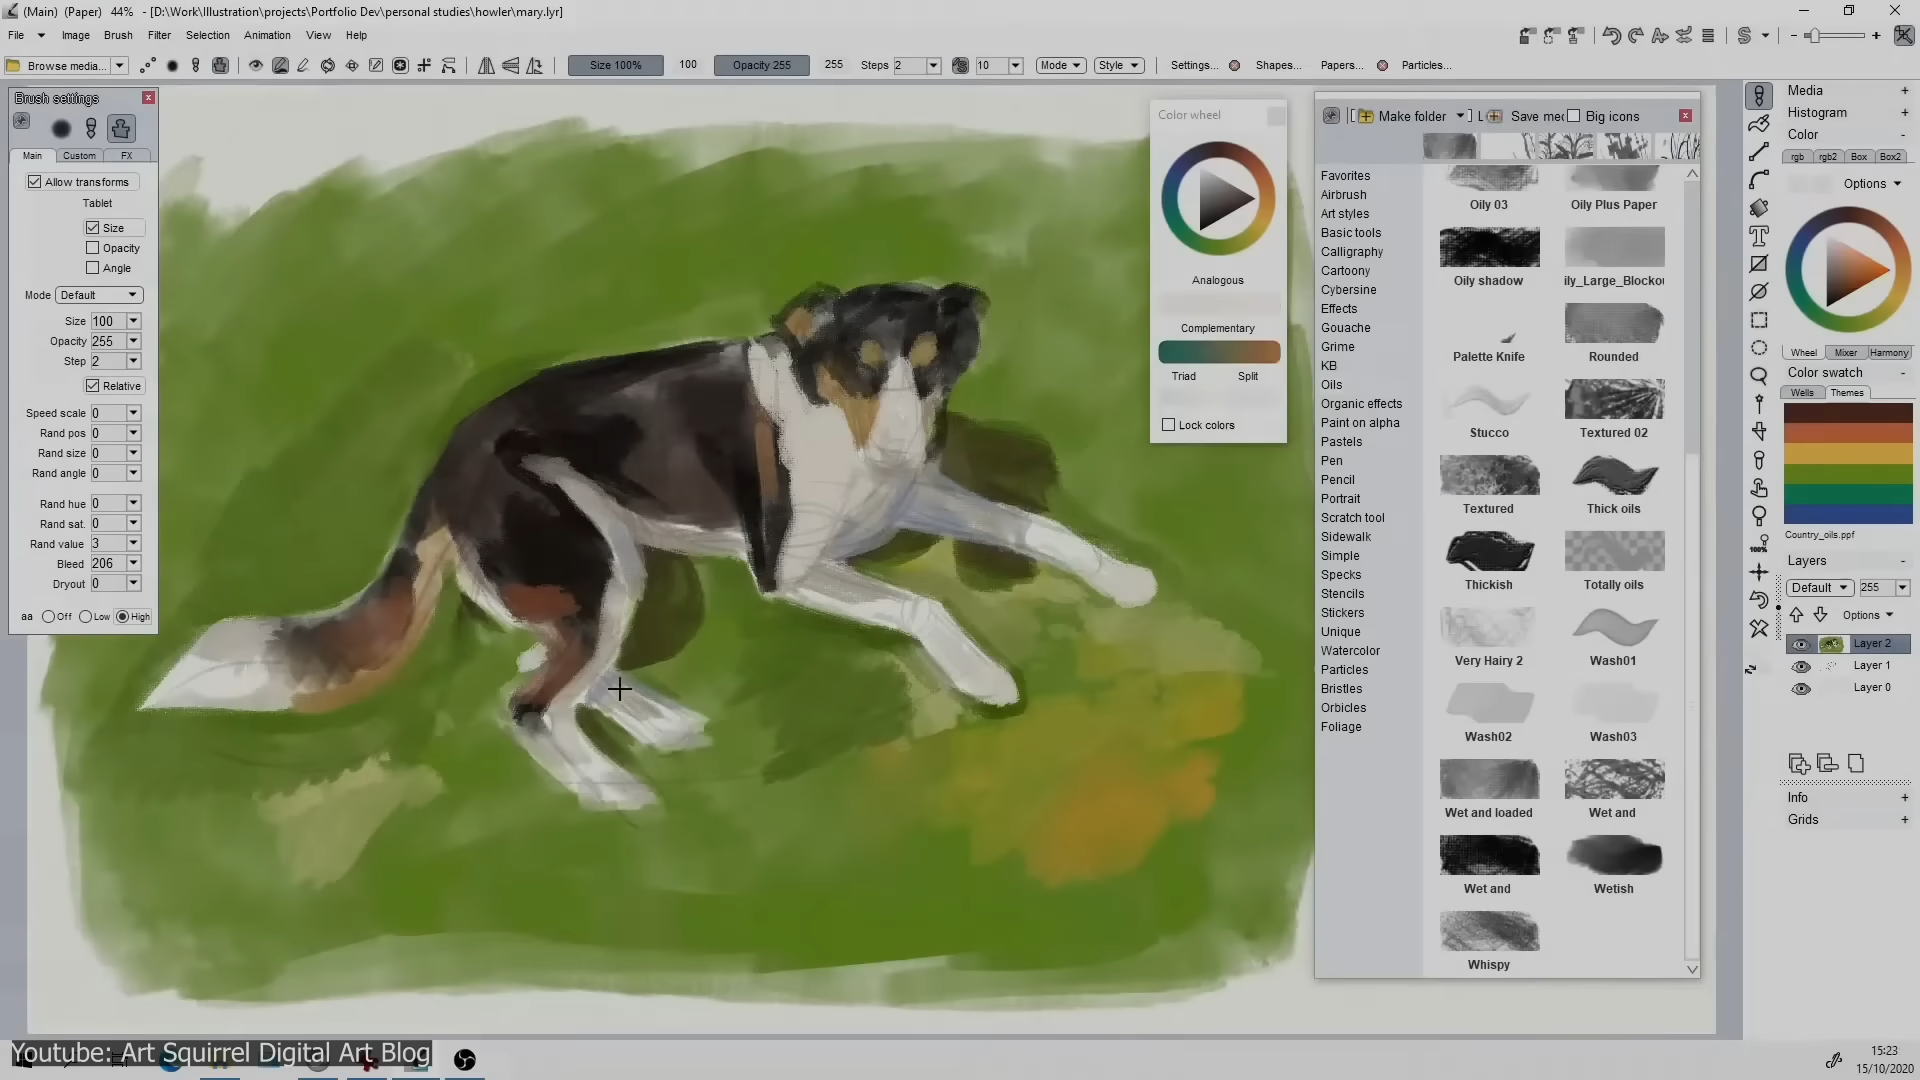 (Main) (Paper) 44% - [D:\Work\Illustration\projects\Portfolio Dev\personal studies\howler\mary.lyr]
File Image Brush Filter Selection Animation View Help
Browse media... Size 100% 100 Opacity 255 255 Steps 2 10 Mode Style Settings... Shapes... Papers... Particles...
Brush settings
Main Custom FX
Allow transforms
Tablet
Size
Opacity
Angle
Mode Default
Size 100
Opacity 255
Step 2
Relative
Speed scale 0
Rand pos 0
Rand size 0
Rand angle 0
Rand hue 0
Rand sat. 0
Rand value 3
Bleed 206
Dryout 0
aa Off Low High
Color wheel
Analogous
Complementary
Triad Split
Lock colors
Make folder L Save med Big icons
Favorites
Airbrush
Art styles
Basic tools
Calligraphy
Cartoony
Cybersine
Effects
Gouache
Grime
KB
Oils
Organic effects
Paint on alpha
Pastels
Pen
Pencil
Portrait
Scratch tool
Sidewalk
Simple
Specks
Stencils
Stickers
Unique
Watercolor
Particles
Bristles
Orbicles
Foliage
Oily 03 Oily Plus Paper
Oily shadow ily_Large_Blockou
Palette Knife Rounded
Stucco Textured 02
Textured Thick oils
Thickish Totally oils
Very Hairy 2 Wash01
Wash02 Wash03
Wet and loaded Wet and
Wet and Wetish
Whispy
Media +
Histogram +
Color -
rgb rgb2 Box Box2
Options
Wheel Mixer Harmony
Color swatch -
Wells Themes
Country_oils.ppf
Layers -
Default 255
Options
Layer 2
Layer 1
Layer 0
Info +
Grids +
100%
Youtube: Art Squirrel Digital Art Blog
15:23
15/10/2020